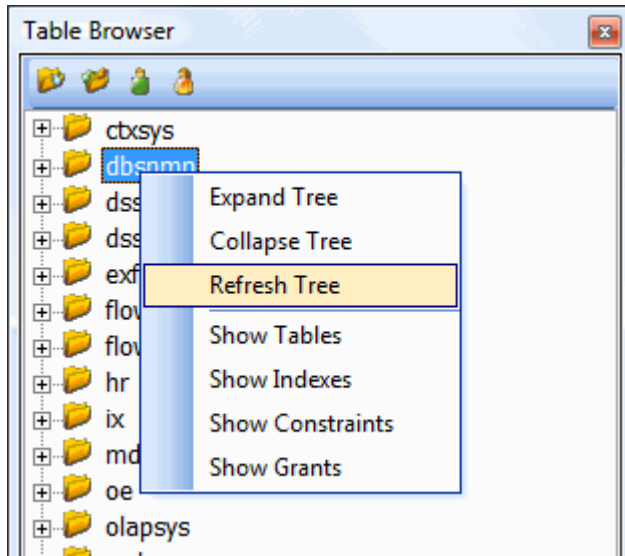 Table Browser
ctxsys
dbsnmp
Expand Tree
Collapse Tree
Refresh Tree
Show Tables
Show Indexes
hr
Show Constraints
ix
Show Grants
oe
olapsys